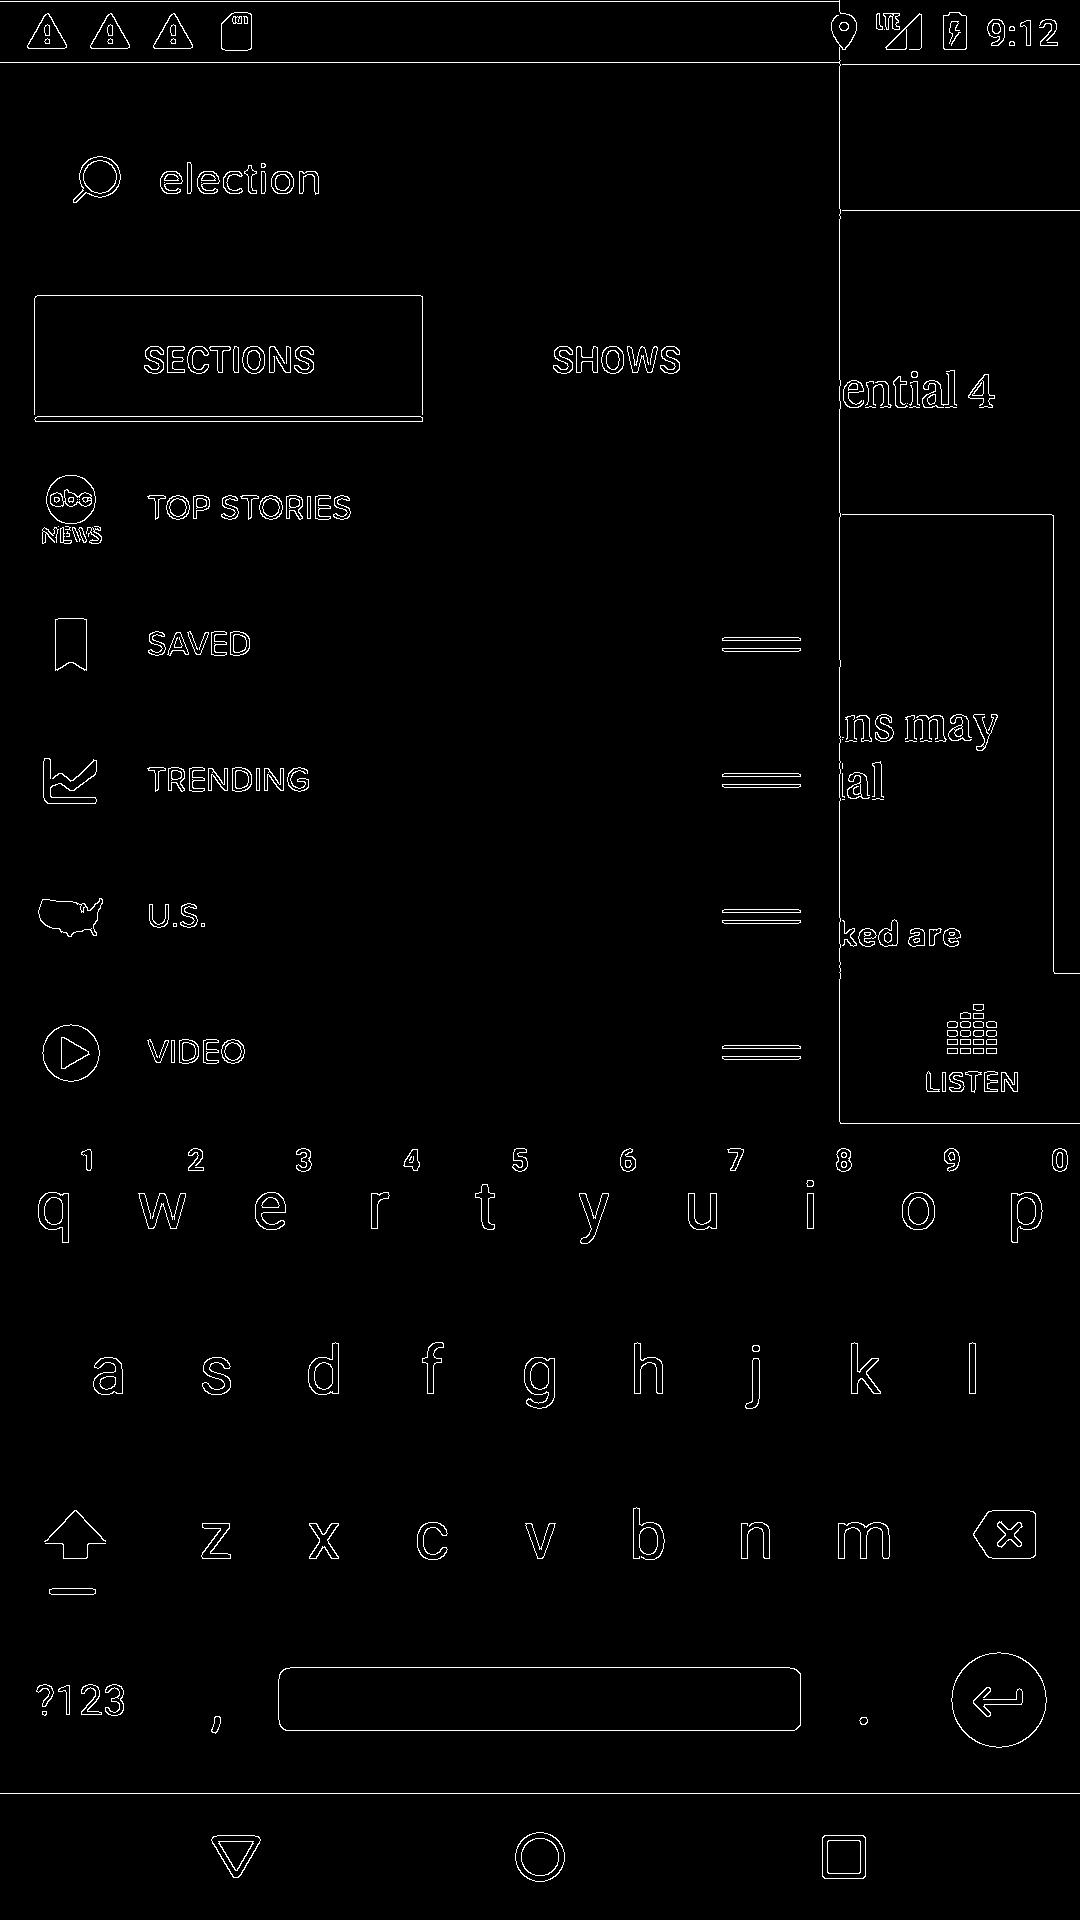 LTE 9:12
election
SECTIONS SHOWS
ential 4
abc
NEWS
TOP STORIES
SAVED
ns may
TRENDING
ial
U.S.
ked are
VIDEO
LISTEN
1 2 3 4 5 6 7 8 9 0
q w e r t y u i o p
a s d f g h j k l
z x c v b n m
?123 , .